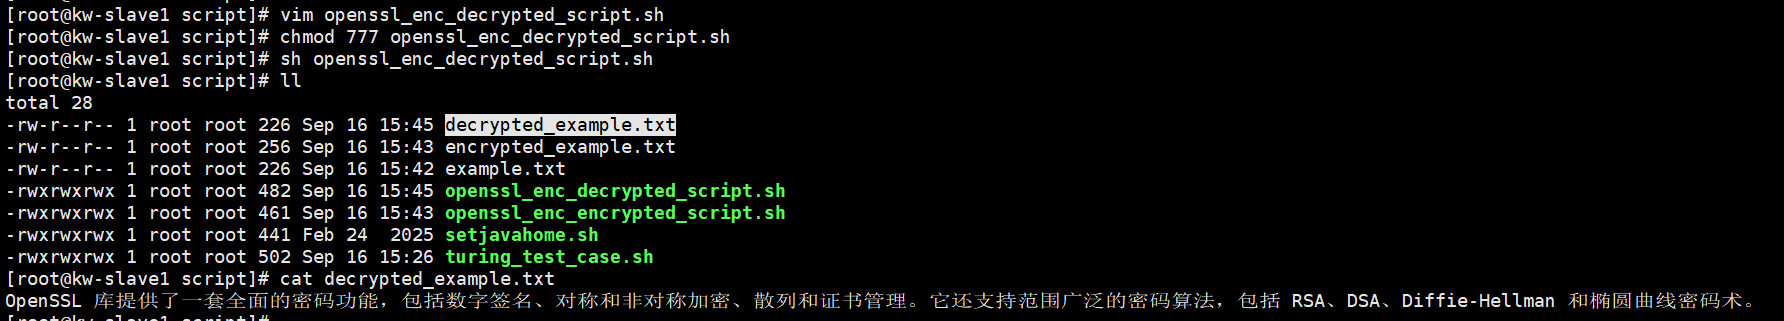 [root@kw-slave1 script]# vim openssl_enc_decrypted_script.sh
[root@kw-slave1 script]# chmod 777 openssl_enc_decrypted_script.sh
[root@kw-slave1 script]# sh openssl_enc_decrypted_script.sh
[root@kw-slave1 script]# ll
total 28
-rw-r--r-- 1 root root 226 Sep 16 15:45 decrypted_example.txt
-rw-r--r-- 1 root root 256 Sep 16 15:43 encrypted_example.txt
-rw-r--r-- 1 root root 226 Sep 16 15:42 example.txt
-rwxrwxrwx 1 root root 482 Sep 16 15:45 openssl_enc_decrypted_script.sh
-rwxrwxrwx 1 root root 461 Sep 16 15:43 openssl_enc_encrypted_script.sh
-rwxrwxrwx 1 root root 441 Feb 24  2025 setjavahome.sh
-rwxrwxrwx 1 root root 502 Sep 16 15:26 turing_test_case.sh
[root@kw-slave1 script]# cat decrypted_example.txt
OpenSSL 库提供了一套全面的密码功能，包括数字签名、对称和非对称加密、散列和证书管理。它还支持范围广泛的密码算法，包括 RSA、DSA、Diffie-Hellman 和椭圆曲线密码术。
[root@kw-slave1 script]#